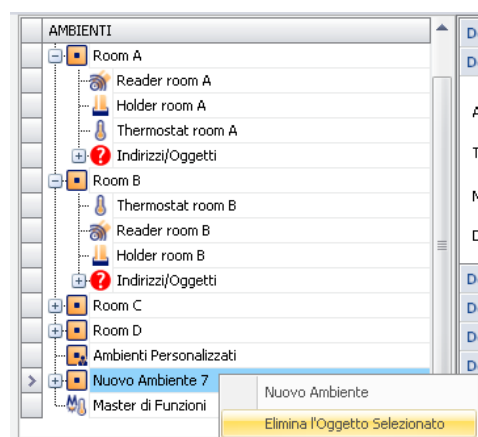 AMBIENTI
Room A
Reader room A
Holder room A
Thermostat room A
Indirizzi/Oggetti
Room B
Thermostat room B
Reader room B
Holder room B
Indirizzi/Oggetti
Room C
Room D
Ambienti Personalizzati
Nuovo Ambiente 7
Nuovo Ambiente
Master di Funzioni
Elimina l'Oggetto Selezionato